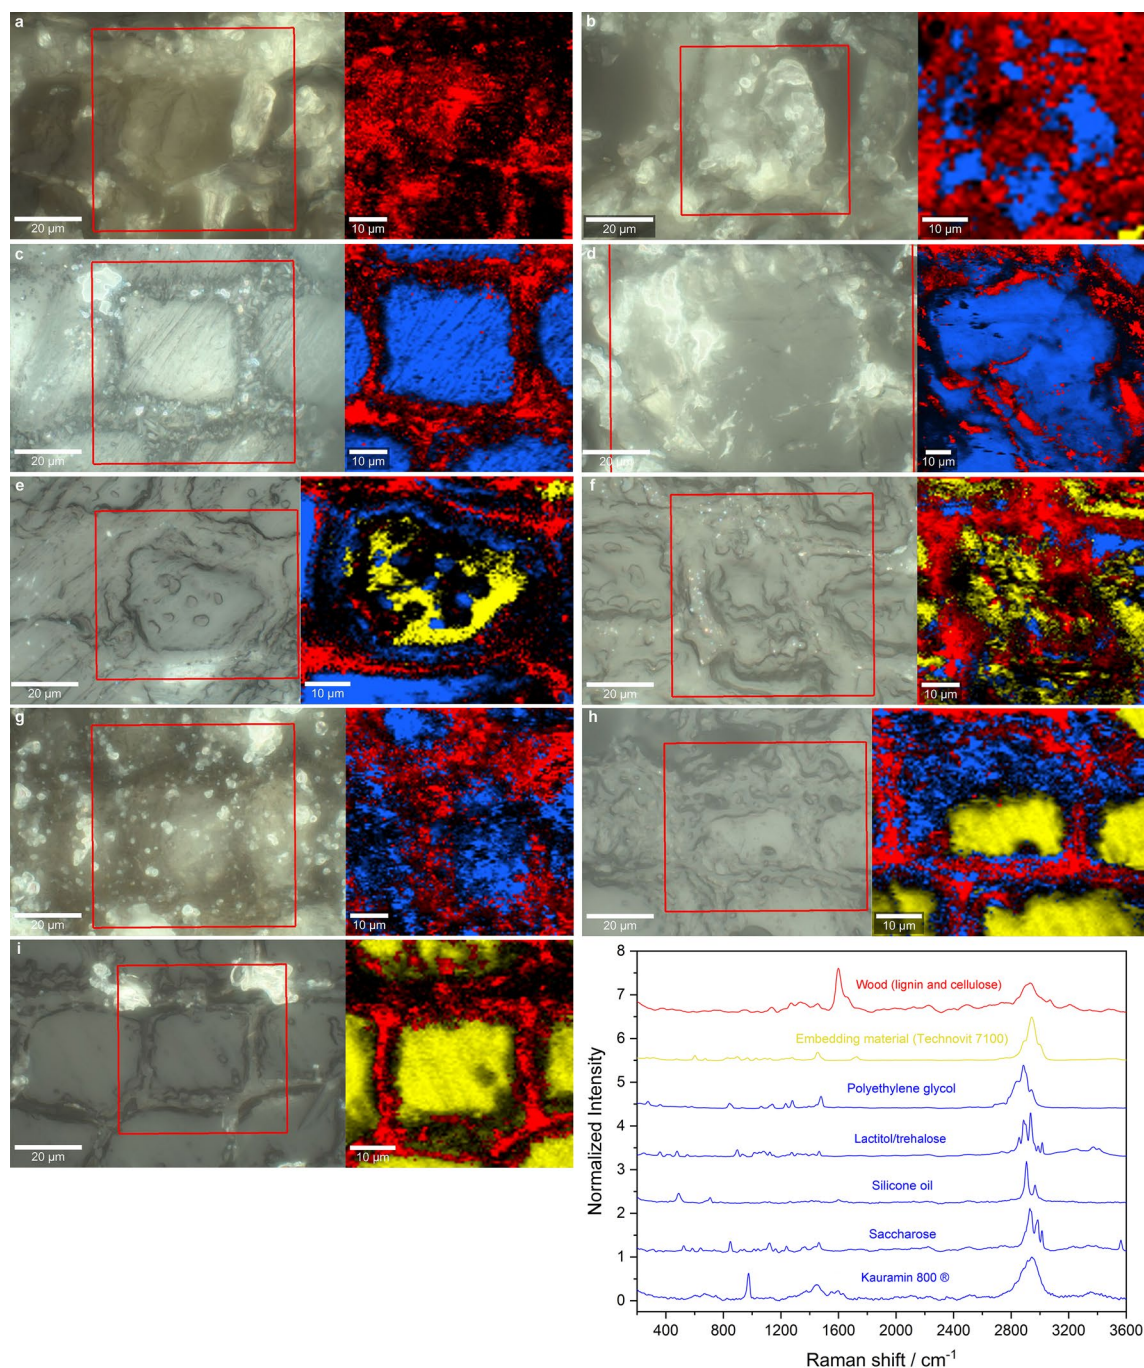 a
20 µm
10 µm
b
20 µm
10 µm
c
20 µm
10 µm
d
20 µm
10 µm
e
20 µm
10 µm
f
20 µm
10 µm
g
20 µm
10 µm
h
20 µm
10 µm
i
20 µm
10 µm
8
7
6
5
4
3
2
1
0
Normalized Intensity
Wood (lignin and cellulose)
Embedding material (Technovit 7100)
Polyethylene glycol
Lactitol/trehalose
Silicone oil
Saccharose
Kauramin 800 ®
400 800 1200 1600 2000 2400 2800 3200 3600
Raman shift / cm⁻¹